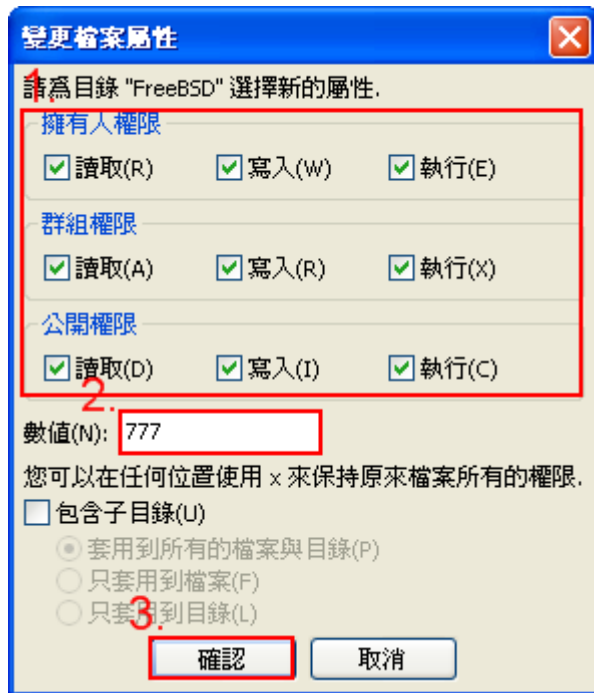 變更檔案屬性
請為目錄 "FreeBSD" 選擇新的屬性.
1.
擁有人權限
讀取(R) 寫入(W) 執行(E)
群組權限
讀取(A) 寫入(R) 執行(X)
公開權限
讀取(D) 寫入(I) 執行(C)
2.
數值(N): 777
您可以在任何位置使用 x 來保持原來檔案所有的權限.
包含子目錄(U)
套用到所有的檔案與目錄(P)
只套用到檔案(F)
只套用到目錄(L)
3.
確認 取消